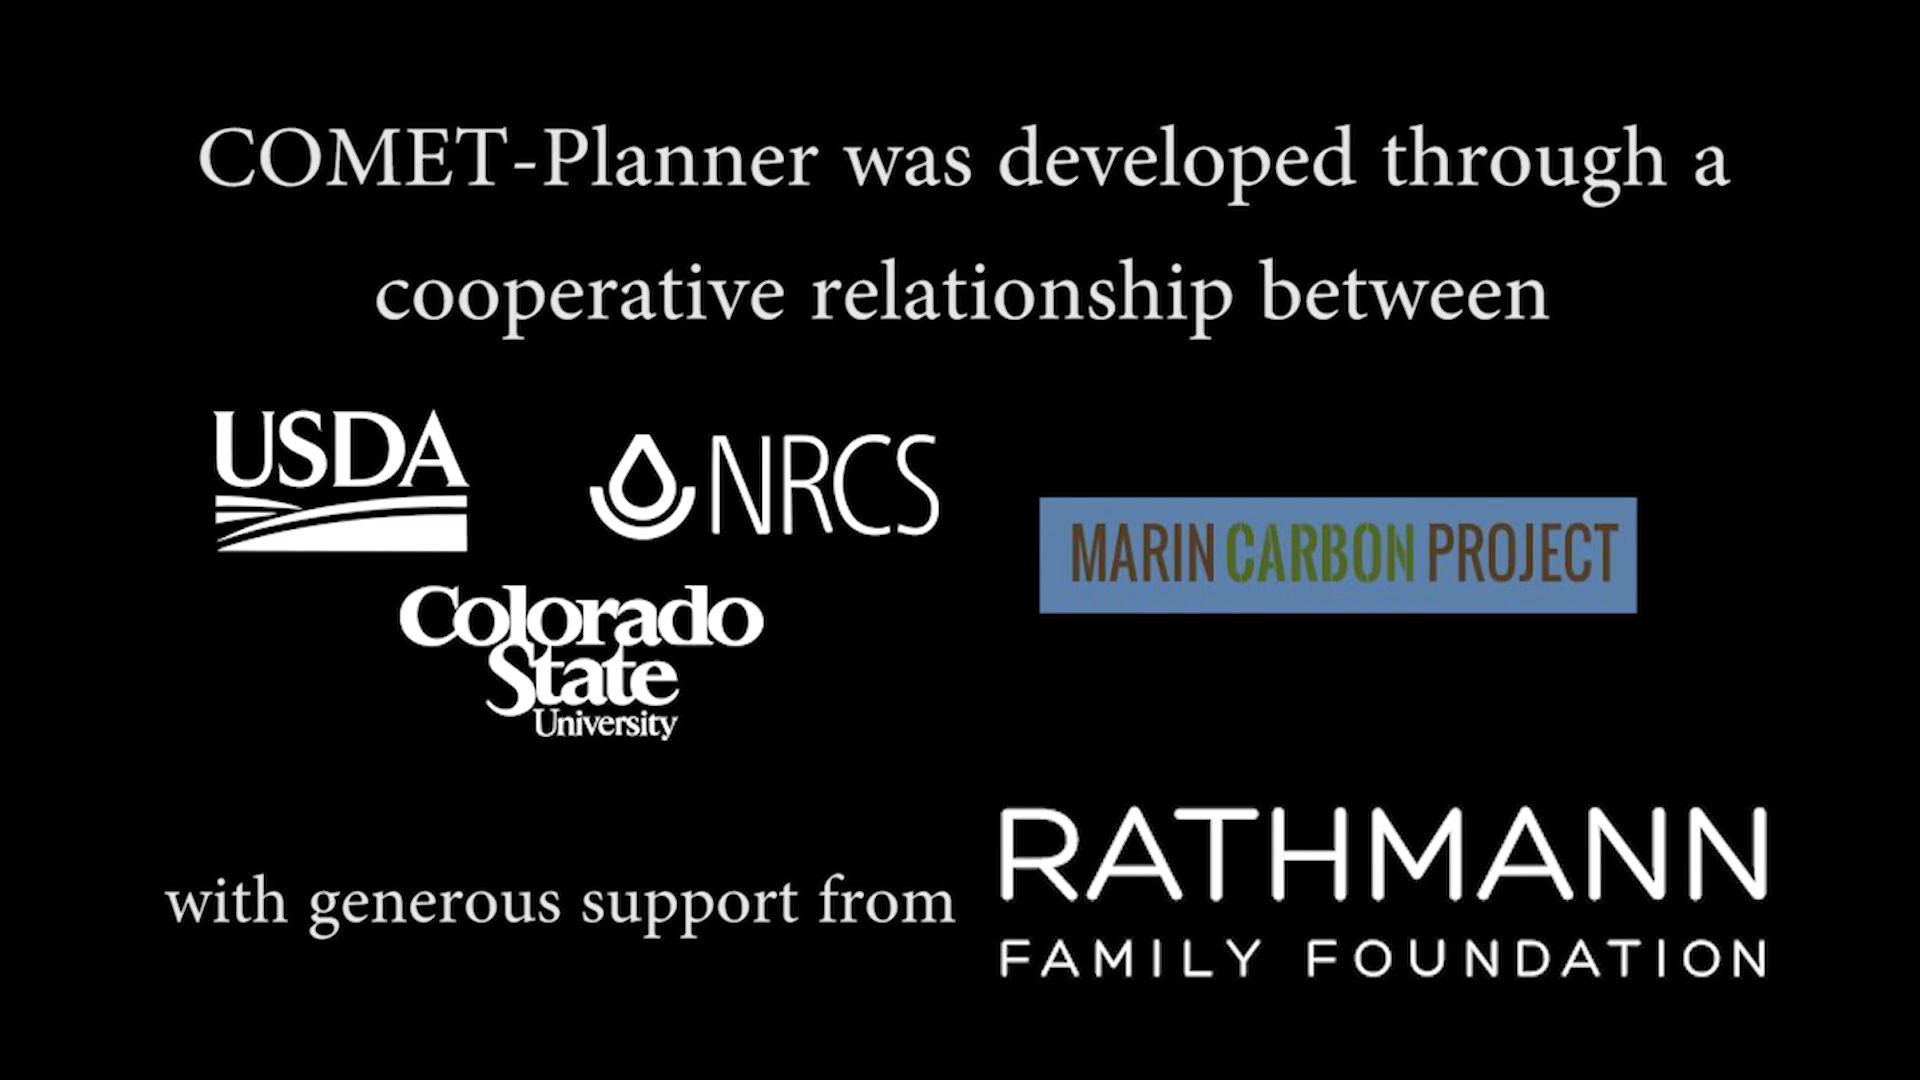 COMET-Planner was developed through a
cooperative relationship between
USDA
NRCS
MARIN CARBON PROJECT
Colorado
State
University
with generous support from
RATHMANN
FAMILY FOUNDATION